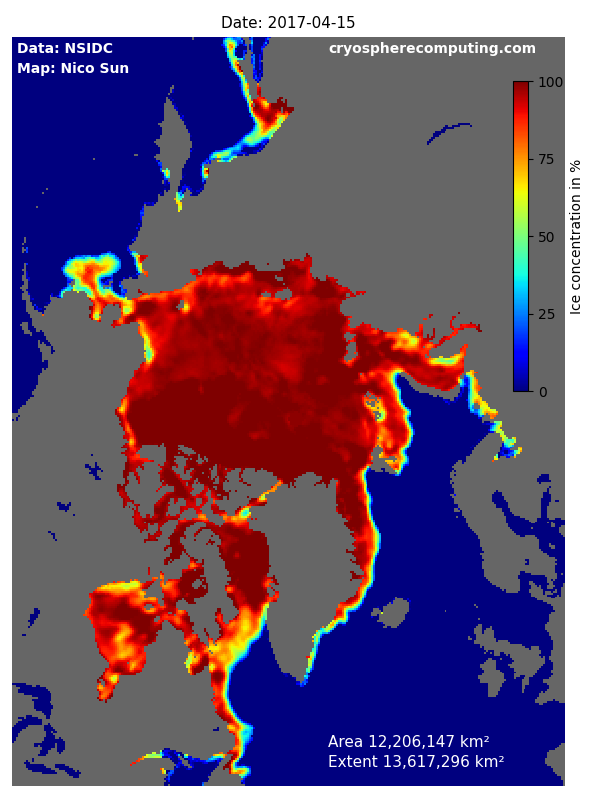 Date: 2017-04-15
Data: NSIDC
Map: Nico Sun
cryospherecomputing.com
100
75
50
25
0
Ice concentration in %
Area 12,206,147 km²
Extent 13,617,296 km²